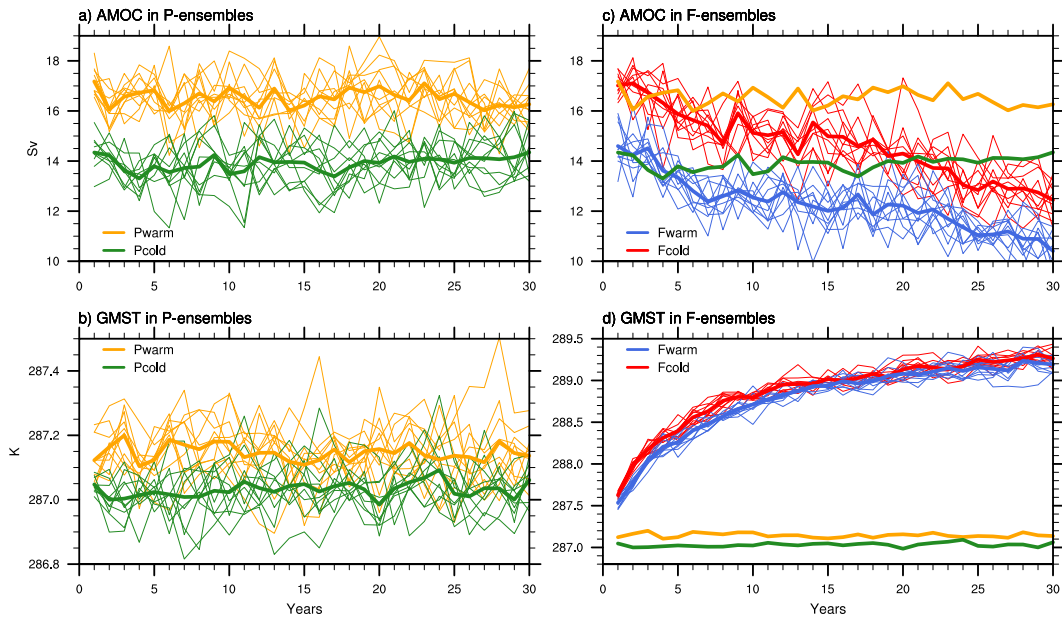 a) AMOC in P-ensembles
18
16
14
12
10
Sv
Pwarm
Pcold
0 5 10 15 20 25 30
c) AMOC in F-ensembles
18
16
14
12
10
Fwarm
Fcold
0 5 10 15 20 25 30
b) GMST in P-ensembles
Pwarm
Pcold
287.4
287.2
287.0
286.8
K
0 5 10 15 20 25 30
Years
d) GMST in F-ensembles
289.5
289.0
288.5
288.0
287.5
287.0
Fwarm
Fcold
0 5 10 15 20 25 30
Years